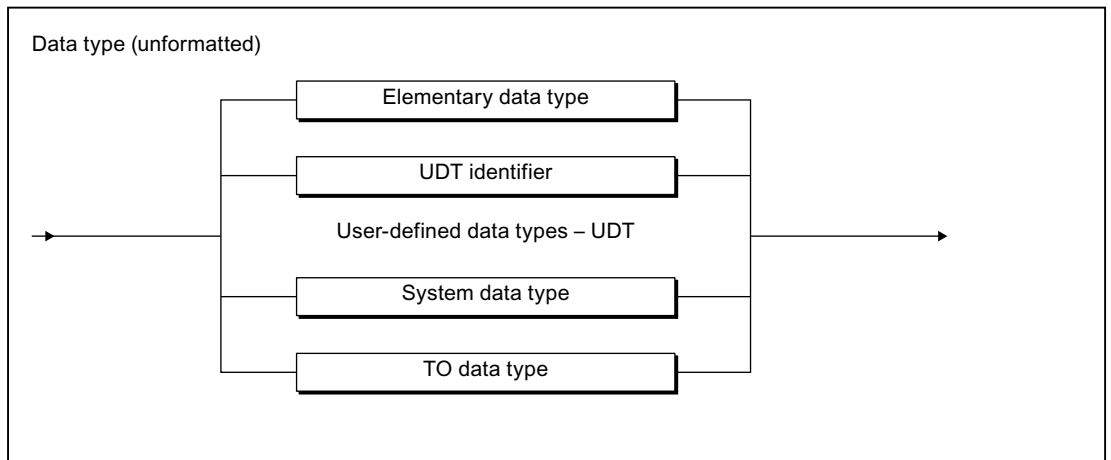 Data type (unformatted)
Elementary data type
UDT identifier
User-defined data types – UDT
System data type
TO data type